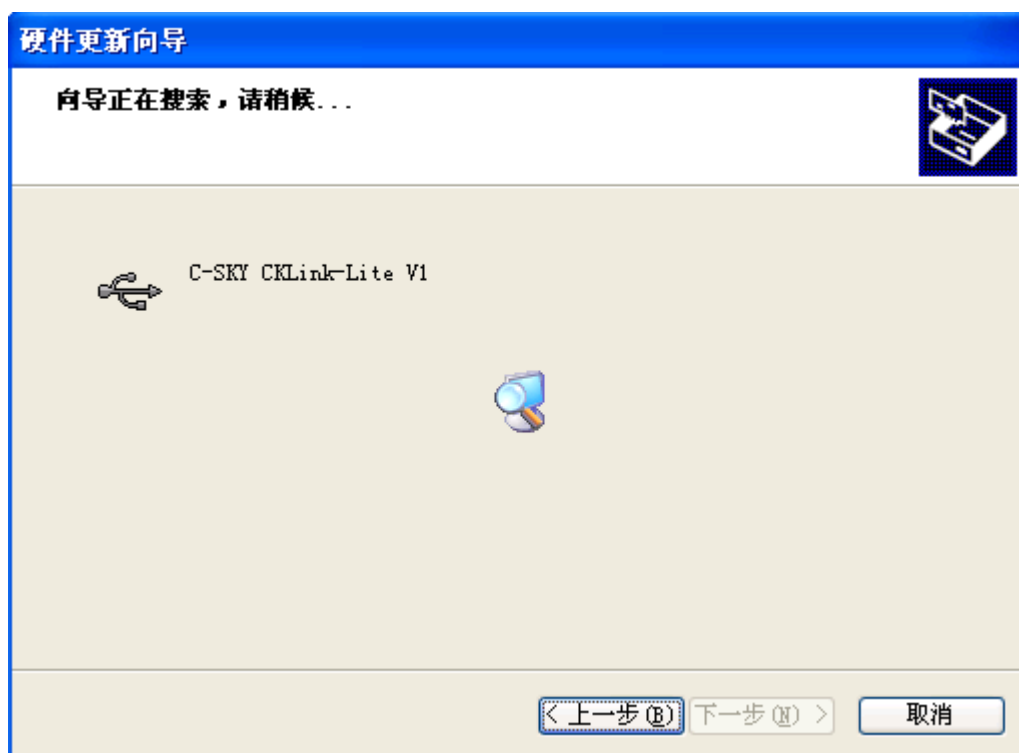 硬件更新向导
向导正在搜索，请稍候...
C-SKY CKLink-Lite V1
< 上一步(B) 下一步(N) > 取消